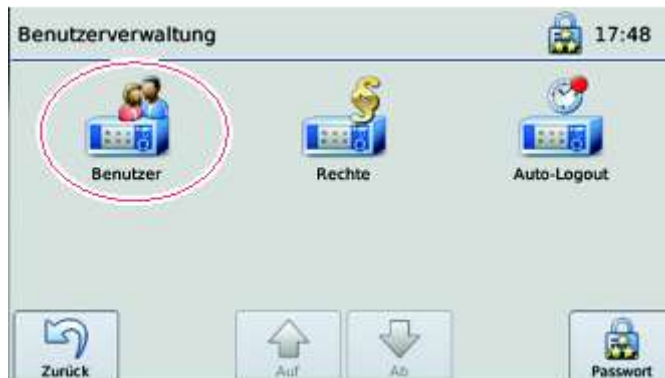 Benutzerverwaltung 17:48
Benutzer Rechte Auto-Logout
Zurück Auf Ab Passwort